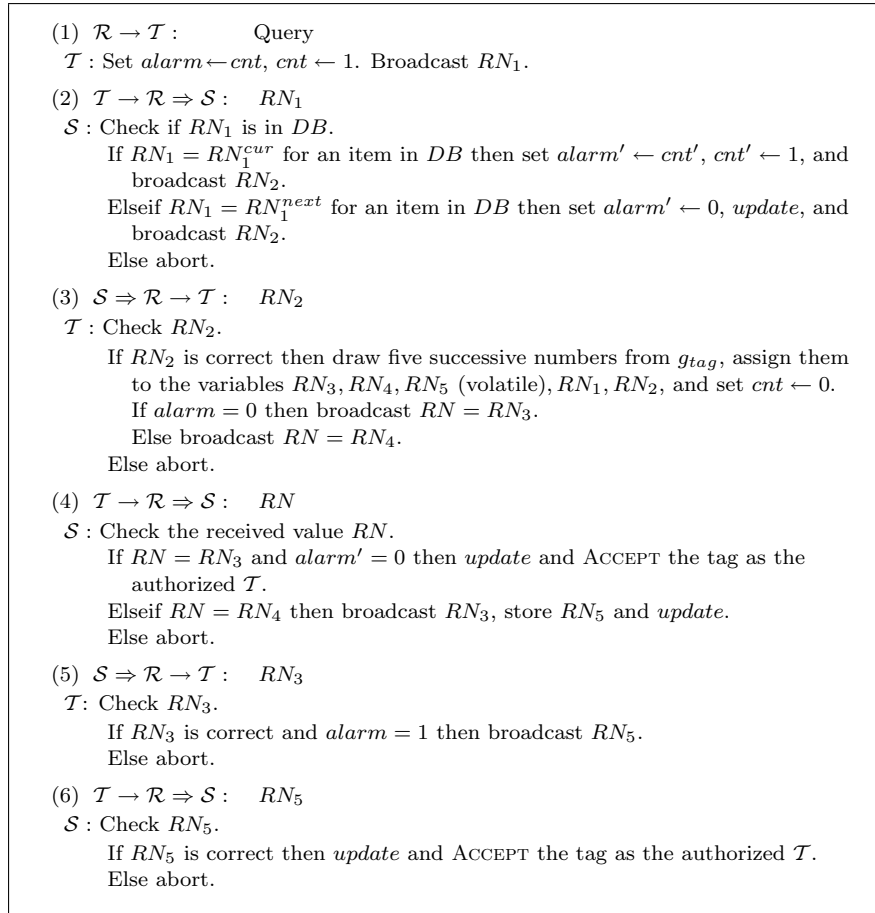 (1) 𝓡 → 𝓣 : Query
𝓣 : Set alarm ← cnt, cnt ← 1. Broadcast RN₁.
(2) 𝓣 → 𝓡 ⇒ 𝓢 : RN₁
𝓢 : Check if RN₁ is in DB.
If RN₁ = RN₁^cur for an item in DB then set alarm′ ← cnt′, cnt′ ← 1, and
broadcast RN₂.
Elseif RN₁ = RN₁^next for an item in DB then set alarm′ ← 0, update, and
broadcast RN₂.
Else abort.
(3) 𝓢 ⇒ 𝓡 → 𝓣 : RN₂
𝓣 : Check RN₂.
If RN₂ is correct then draw five successive numbers from g_tag, assign them
to the variables RN₃, RN₄, RN₅ (volatile), RN₁, RN₂, and set cnt ← 0.
If alarm = 0 then broadcast RN = RN₃.
Else broadcast RN = RN₄.
Else abort.
(4) 𝓣 → 𝓡 ⇒ 𝓢 : RN
𝓢 : Check the received value RN.
If RN = RN₃ and alarm′ = 0 then update and ACCEPT the tag as the
authorized 𝓣.
Elseif RN = RN₄ then broadcast RN₃, store RN₅ and update.
Else abort.
(5) 𝓢 ⇒ 𝓡 → 𝓣 : RN₃
𝓣: Check RN₃.
If RN₃ is correct and alarm = 1 then broadcast RN₅.
Else abort.
(6) 𝓣 → 𝓡 ⇒ 𝓢 : RN₅
𝓢 : Check RN₅.
If RN₅ is correct then update and ACCEPT the tag as the authorized 𝓣.
Else abort.